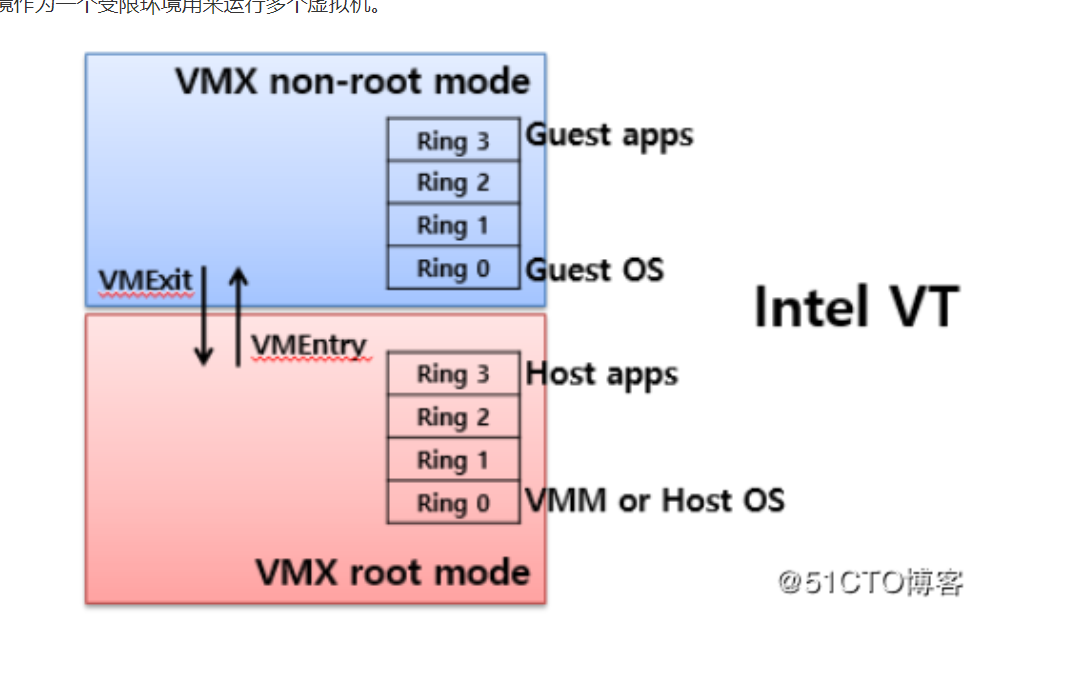 境作为一个受限环境用来运行多个虚拟机。
VMX non-root mode
Ring 3 Guest apps
Ring 2
Ring 1
Ring 0 Guest OS
VMExit
Intel VT
VMEntry
Ring 3 Host apps
Ring 2
Ring 1
Ring 0 VMM or Host OS
VMX root mode
@51CTO博客